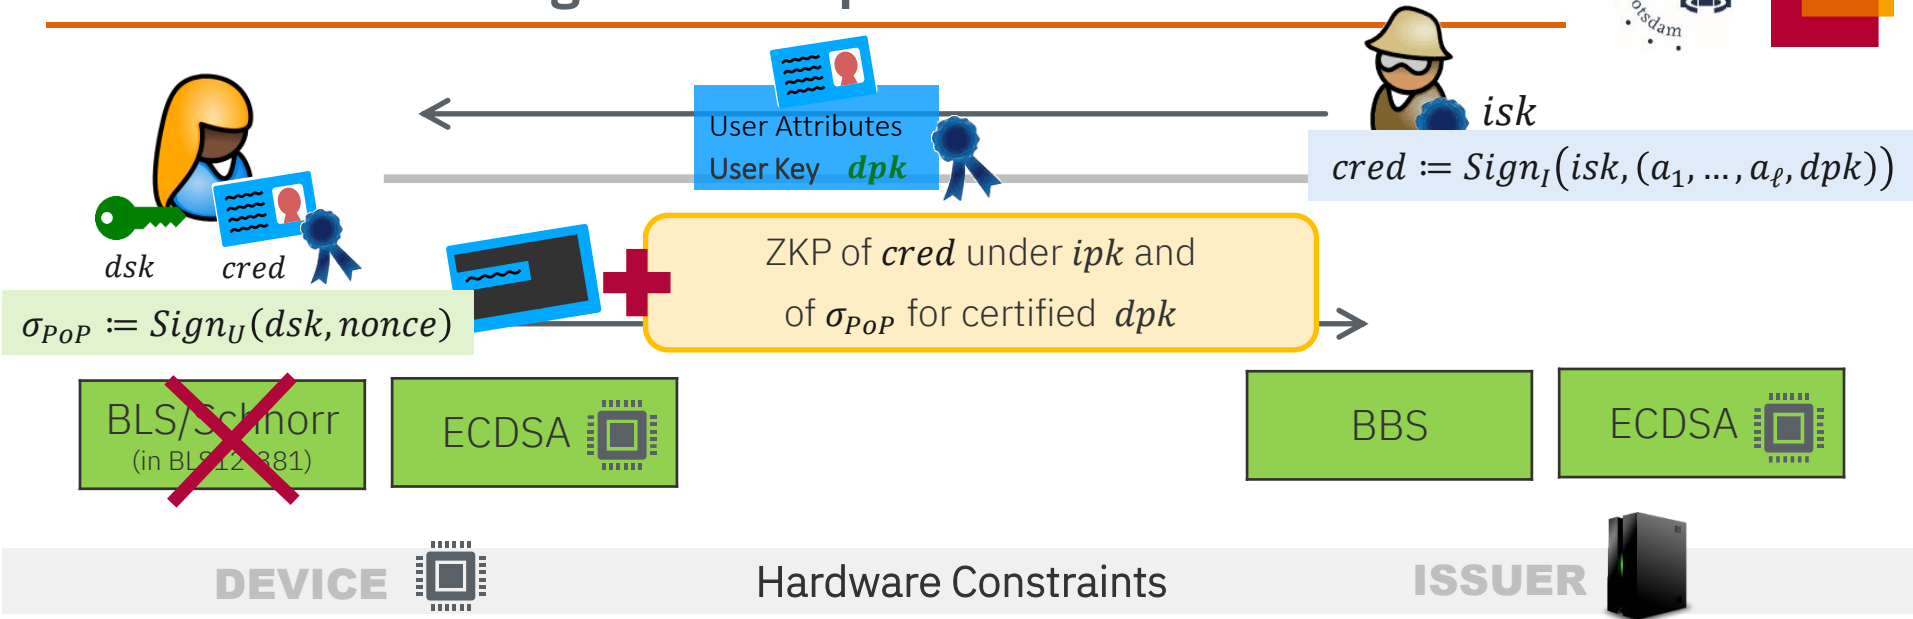 otsdam
User Attributes
User Key dpk
isk
cred := Sign_I(isk, (a_1, ..., a_ℓ, dpk))
dsk
cred
ZKP of cred under ipk and
of σ_PoP for certified dpk
σ_PoP := Sign_U(dsk, nonce)
BLS/Schnorr
(in BLS12-381)
ECDSA
BBS
ECDSA
DEVICE
Hardware Constraints
ISSUER